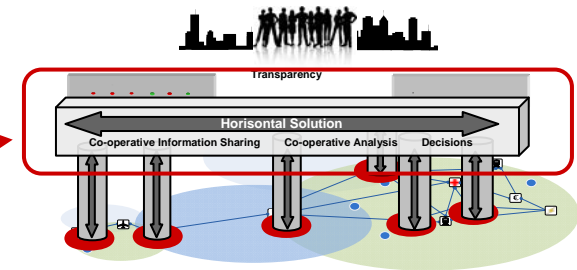 Transparency
Horisontal Solution
Co-operative Information Sharing Co-operative Analysis Decisions
€